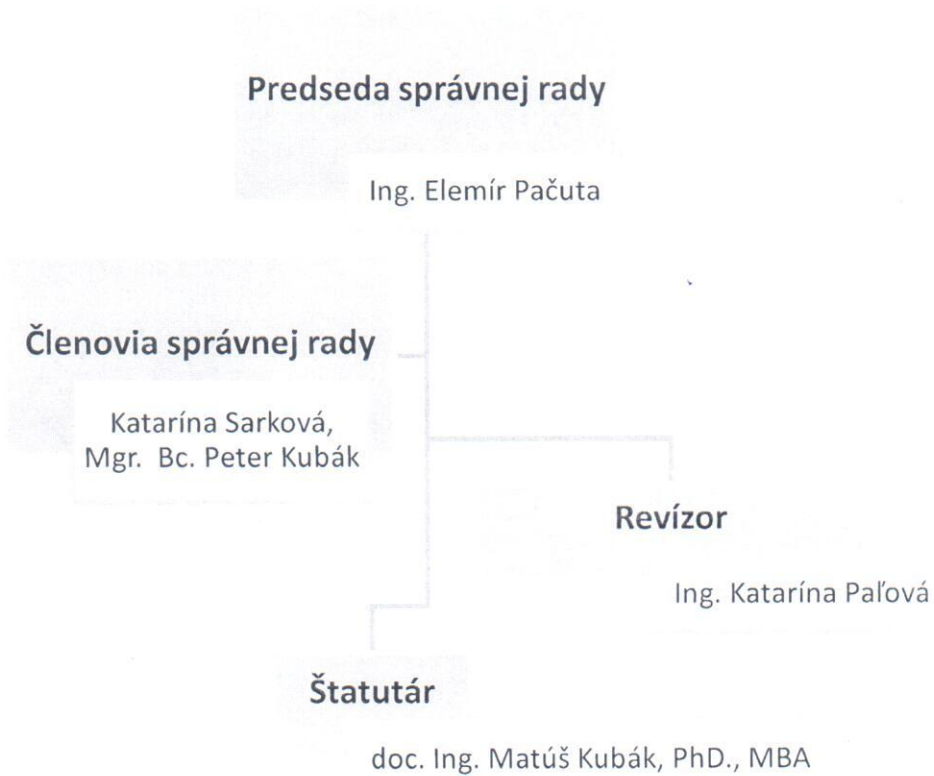 Predseda správnej rady
Ing. Elemír Pačuta
Členovia správnej rady
Katarína Sarková,
Mgr. Bc. Peter Kubák
Revízor
Ing. Katarína Paľová
Štatutár
doc. Ing. Matúš Kubák, PhD., MBA